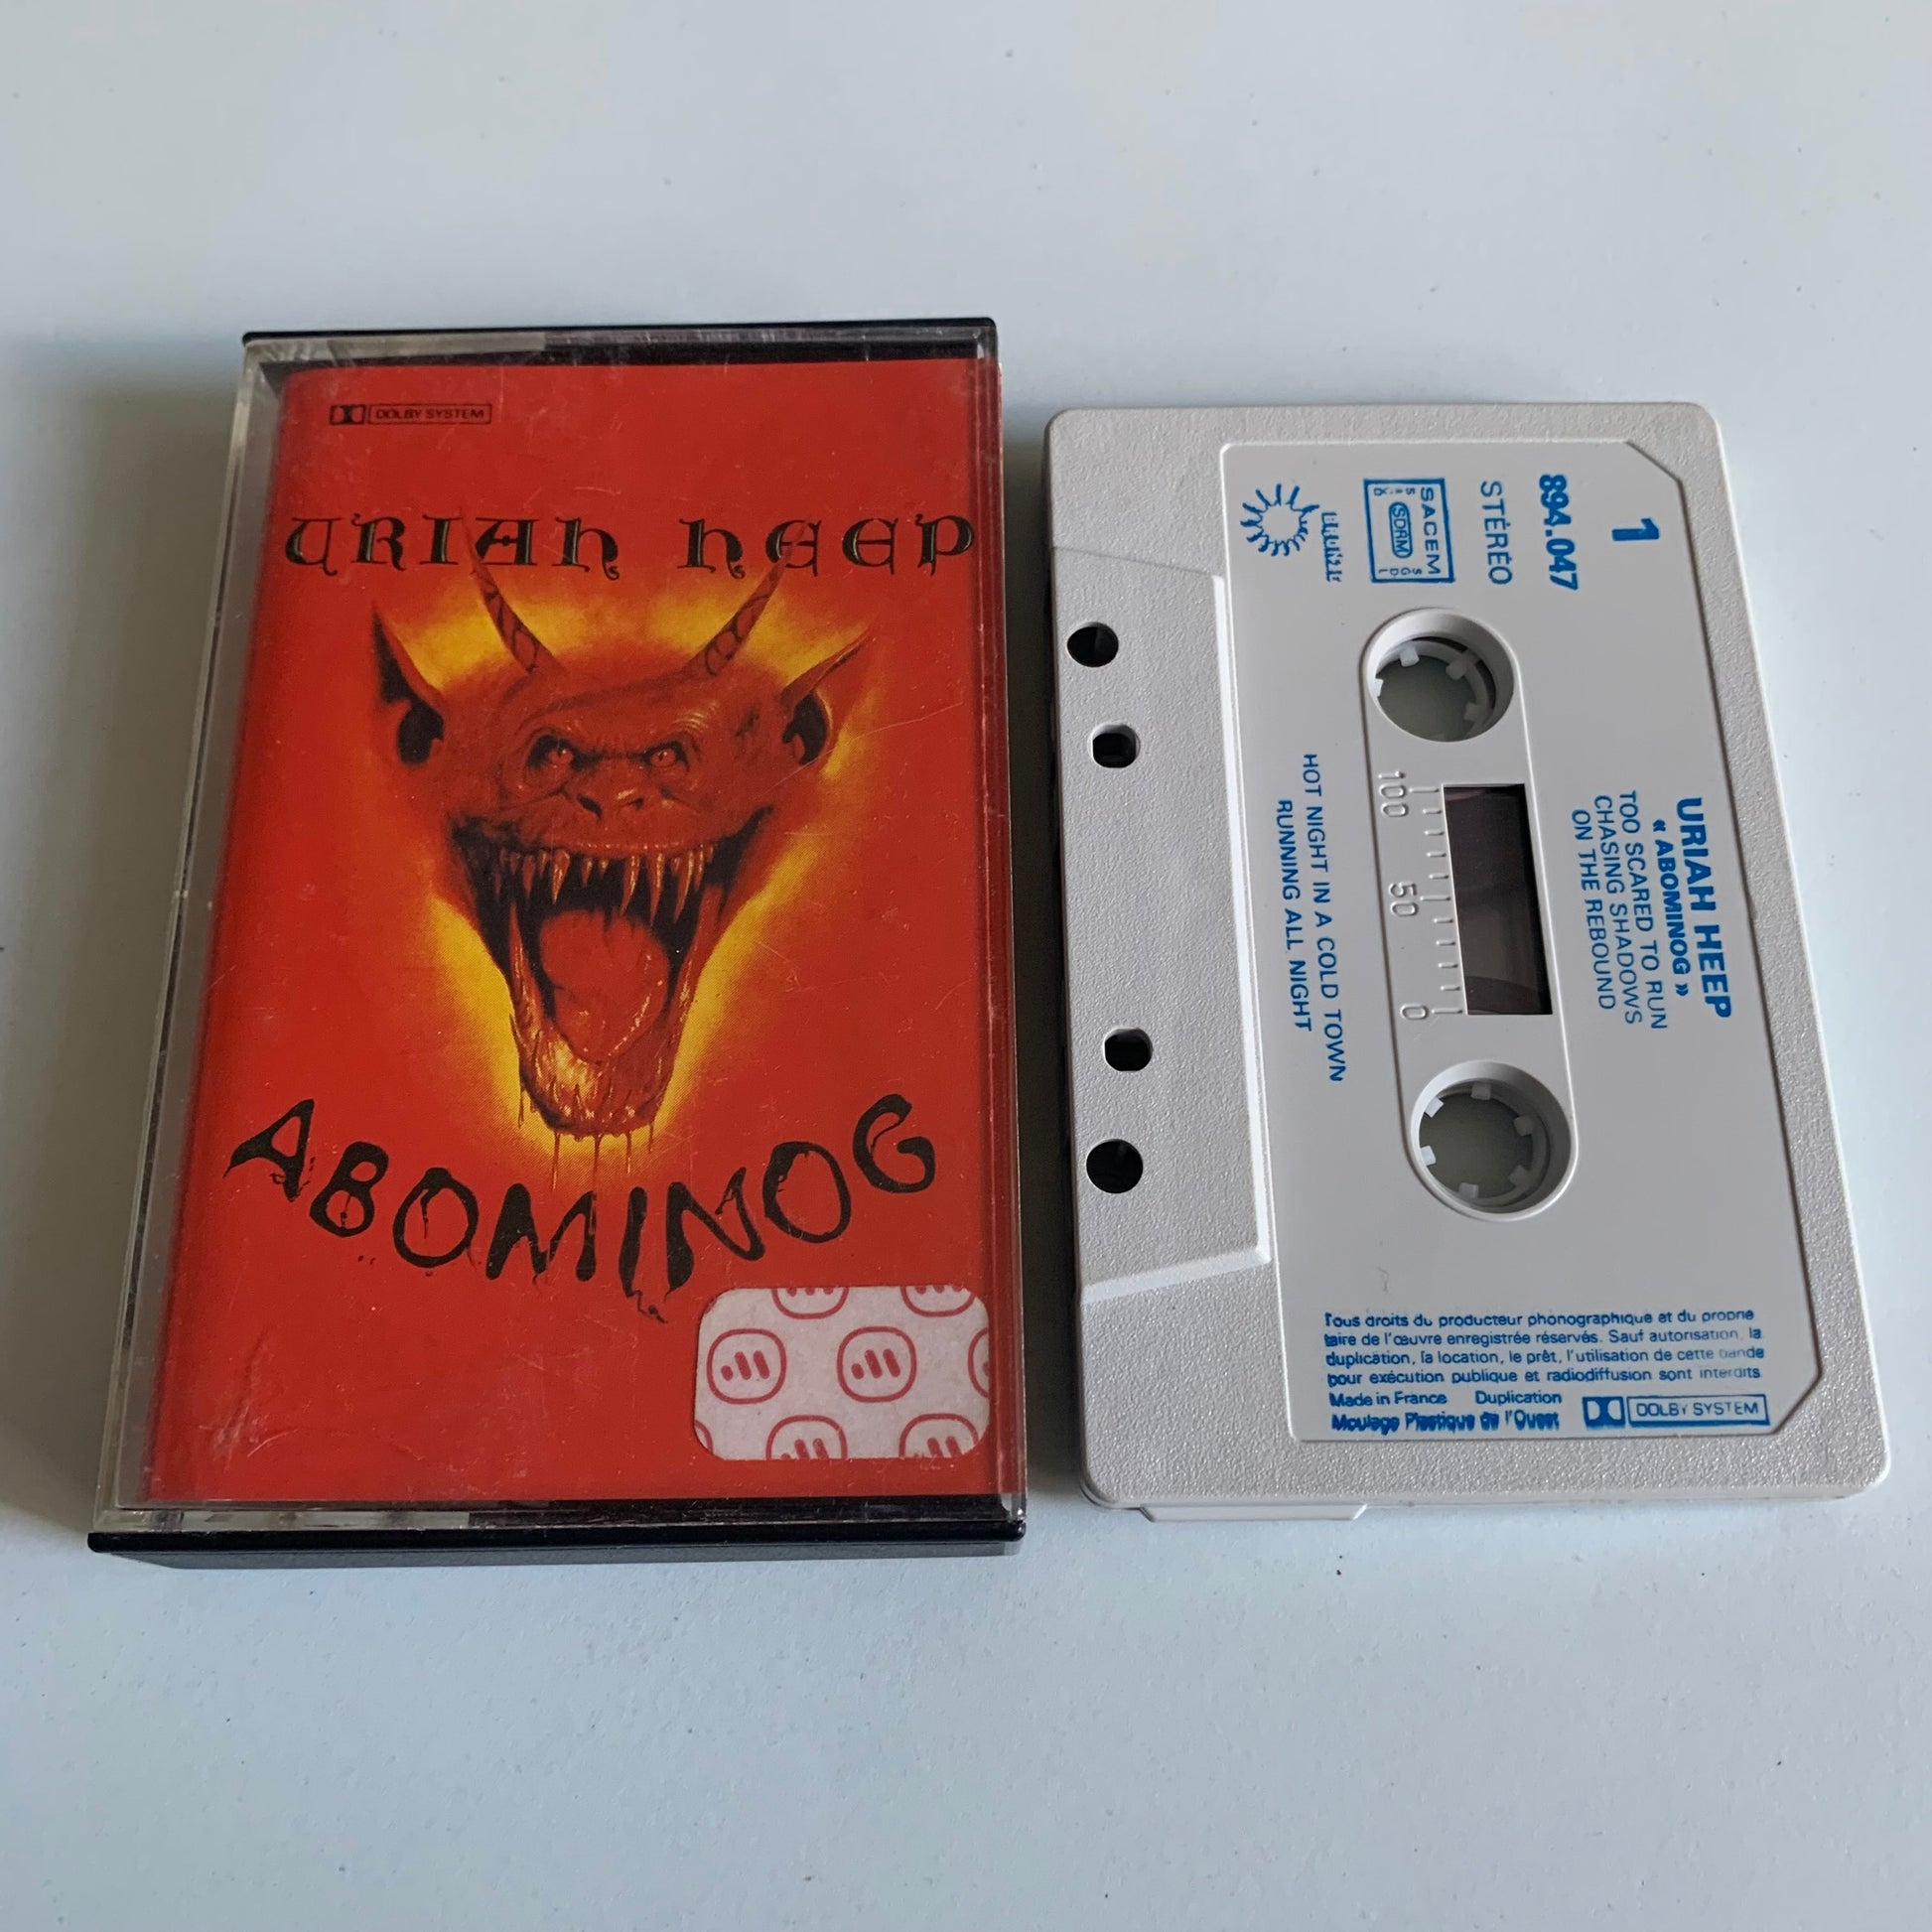 DOLBY SYSTEM
URIAH HEEP
ABOMINOG
1
894.047
STÉRÉO
SACEM
SDRM
BRONZE
URIAH HEEP
« ABOMINOG »
TOO SCARED TO RUN
CHASING SHADOWS
ON THE REBOUND
100 50 0
HOT NIGHT IN A COLD TOWN
RUNNING ALL NIGHT
Tous droits du producteur phonographique et du proprié
taire de l'œuvre enregistrée réservés. Sauf autorisation, la
duplication, la location, le prêt, l'utilisation de cette bande
pour exécution publique et radiodiffusion sont interdits
Made in France Duplication
Moulage Plastique de l'Ouest
DOLBY SYSTEM